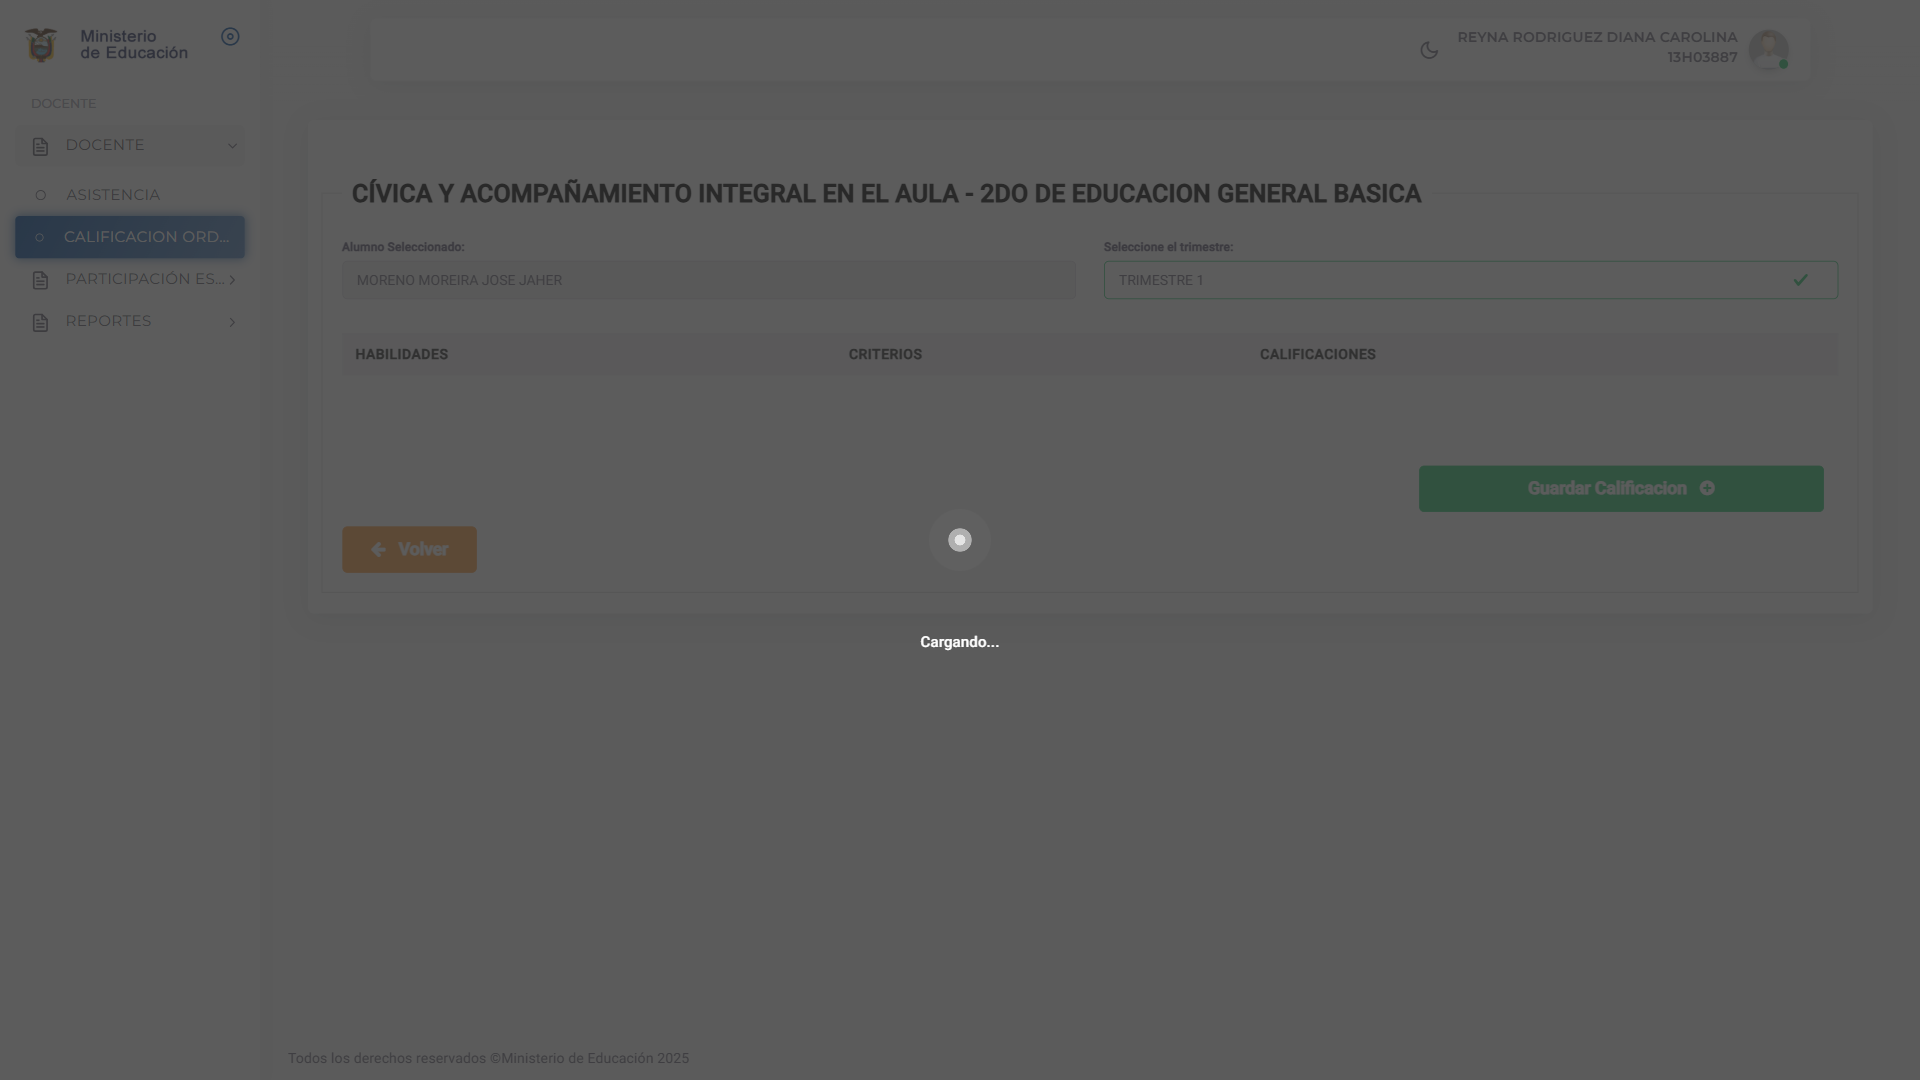 Ministerio
de Educación
REYNA RODRIGUEZ DIANA CAROLINA
13H03887
DOCENTE
DOCENTE
ASISTENCIA
CALIFICACION ORD...
PARTICIPACIÓN ES...
REPORTES
CÍVICA Y ACOMPAÑAMIENTO INTEGRAL EN EL AULA - 2DO DE EDUCACION GENERAL BASICA
Alumno Seleccionado:
Seleccione el trimestre:
MORENO MOREIRA JOSE JAHER
TRIMESTRE 1
HABILIDADES CRITERIOS CALIFICACIONES
Guardar Calificacion
Volver
Cargando...
Todos los derechos reservados ©Ministerio de Educación 2025